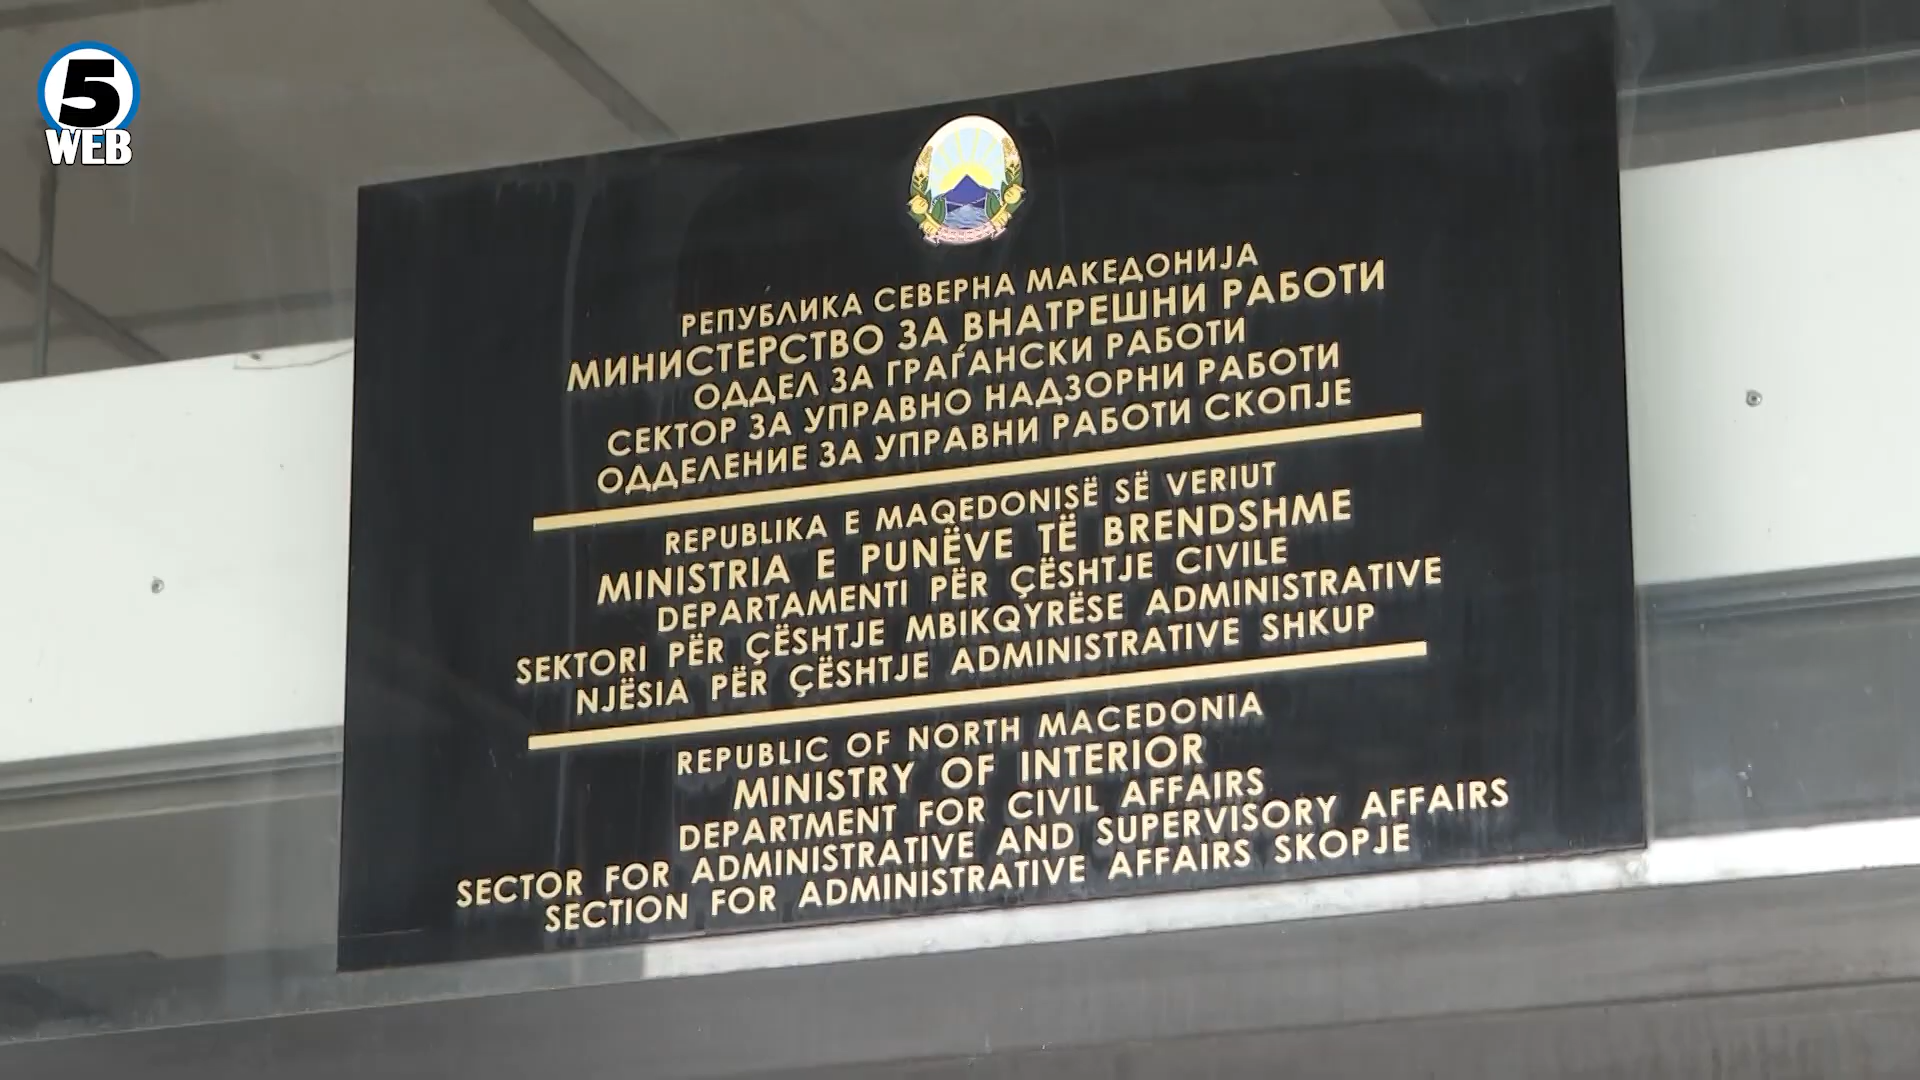 5
WEB
РЕПУБЛИКА СЕВЕРНА МАКЕДОНИЈА
МИНИСТЕРСТВО ЗА ВНАТРЕШНИ РАБОТИ
ОДДЕЛ ЗА ГРАЃАНСКИ РАБОТИ
СЕКТОР ЗА УПРАВНО НАДЗОРНИ РАБОТИ
ОДДЕЛЕНИЕ ЗА УПРАВНИ РАБОТИ СКОПЈЕ
REPUBLIKA E MAQEDONISË SË VERIUT
MINISTRIA E PUNËVE TË BRENDSHME
DEPARTAMENTI PËR ÇËSHTJE CIVILE
SEKTORI PËR ÇËSHTJE MBIKQYRËSE ADMINISTRATIVE
NJËSIA PËR ÇËSHTJE ADMINISTRATIVE SHKUP
REPUBLIC OF NORTH MACEDONIA
MINISTRY OF INTERIOR
DEPARTMENT FOR CIVIL AFFAIRS
SECTOR FOR ADMINISTRATIVE AND SUPERVISORY AFFAIRS
SECTION FOR ADMINISTRATIVE AFFAIRS SKOPJE